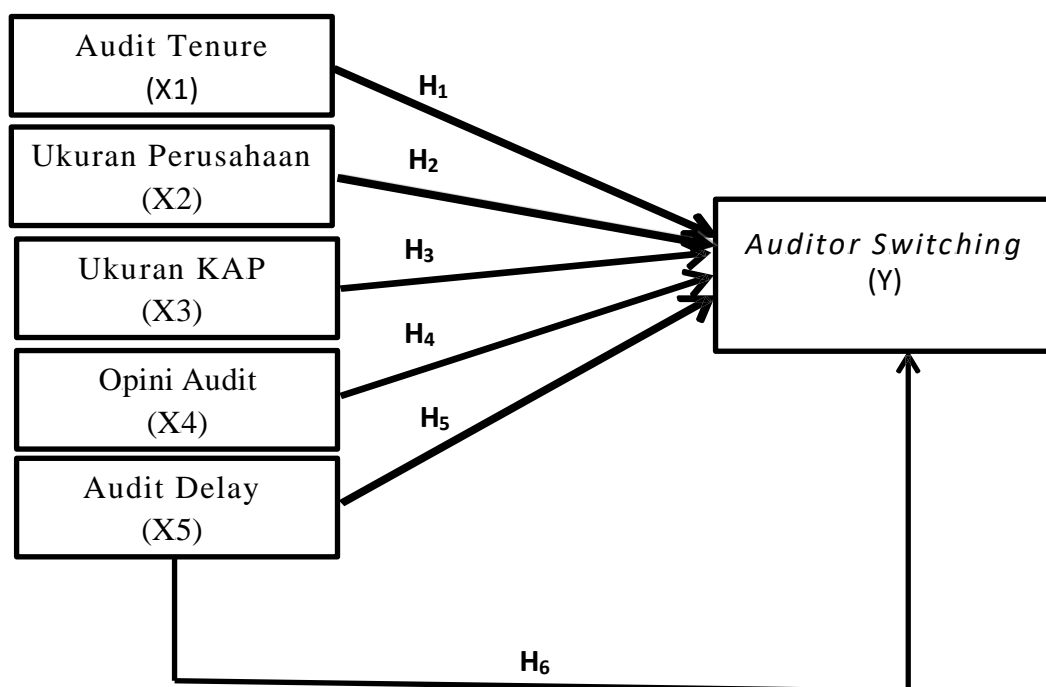 Audit Tenure
(X1)
H₁
Ukuran Perusahaan
(X2)
H₂
Ukuran KAP
(X3)
H₃
Opini Audit
(X4)
H₄
Audit Delay
(X5)
H₅
Auditor Switching
(Y)
H₆